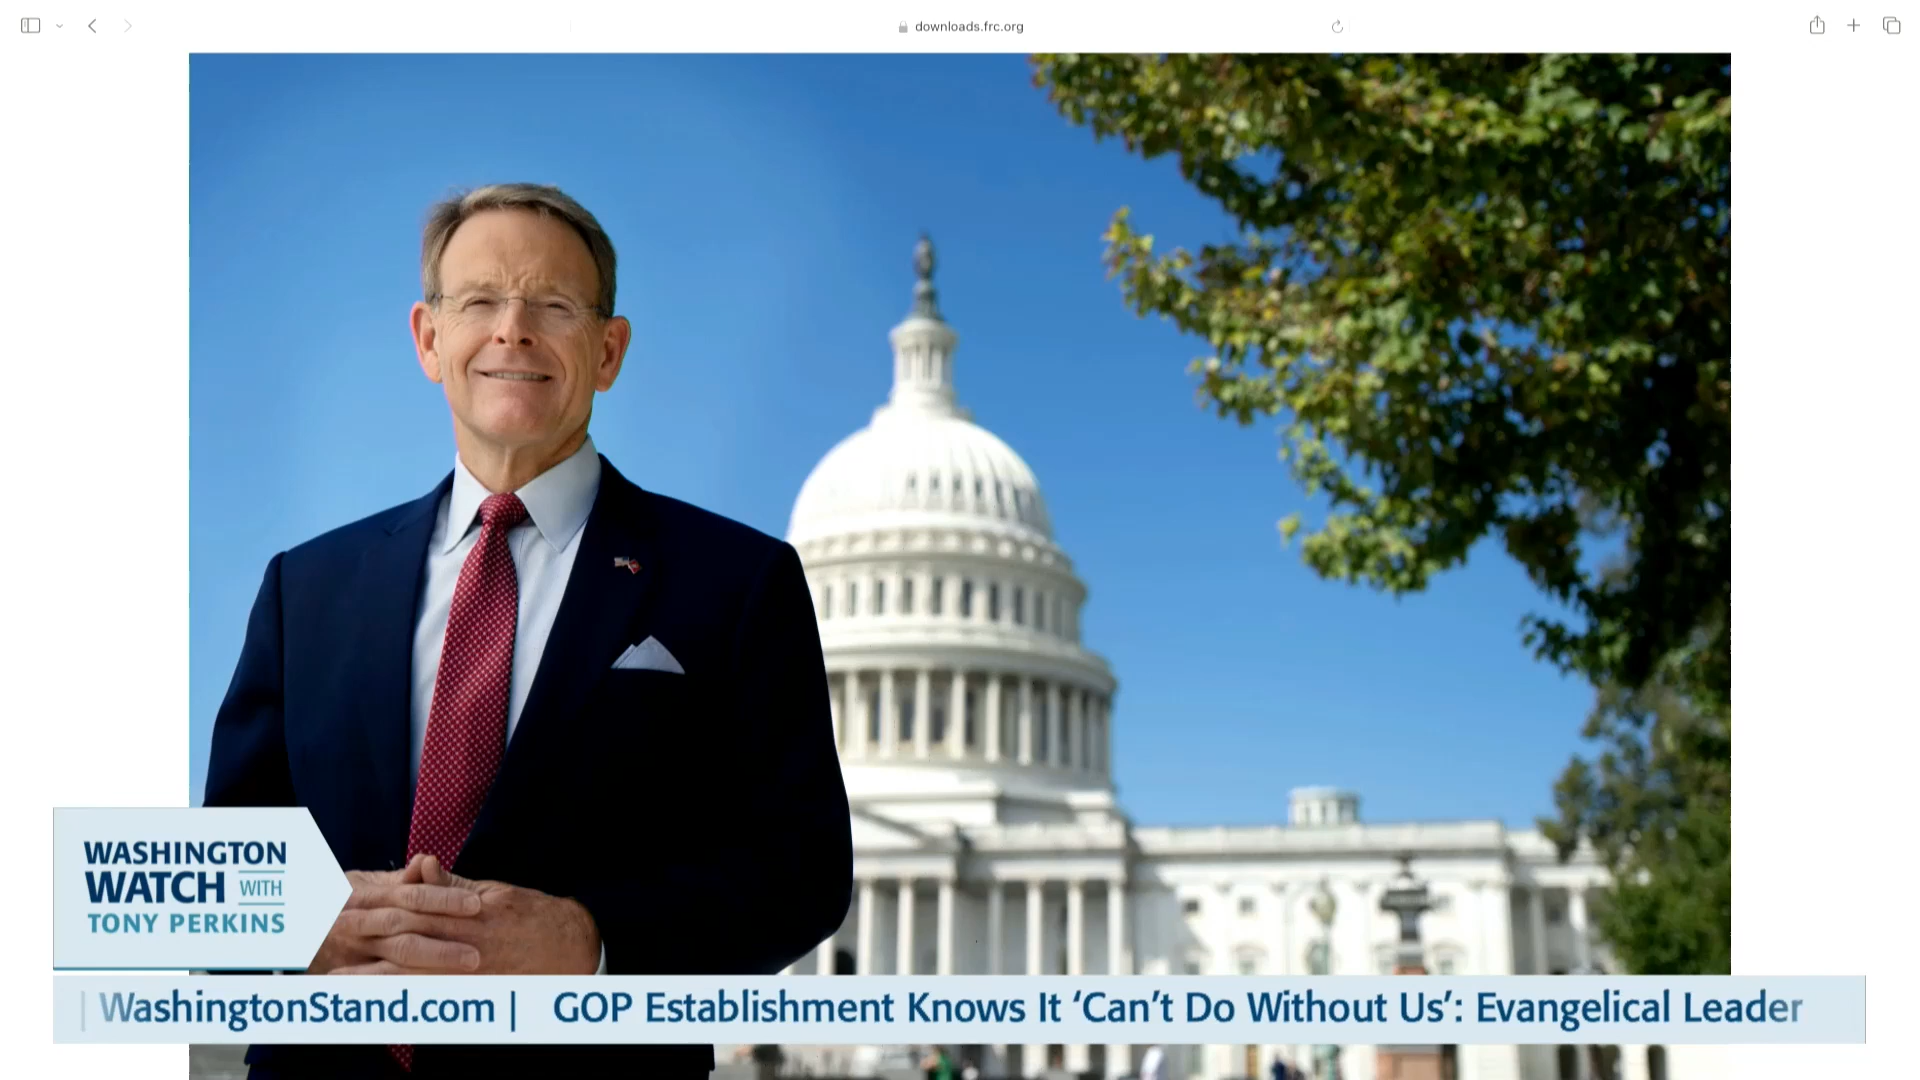 downloads.frc.org
WASHINGTON
WATCH WITH
TONY PERKINS
WashingtonStand.com | GOP Establishment Knows It ‘Can’t Do Without Us’: Evangelical Leader